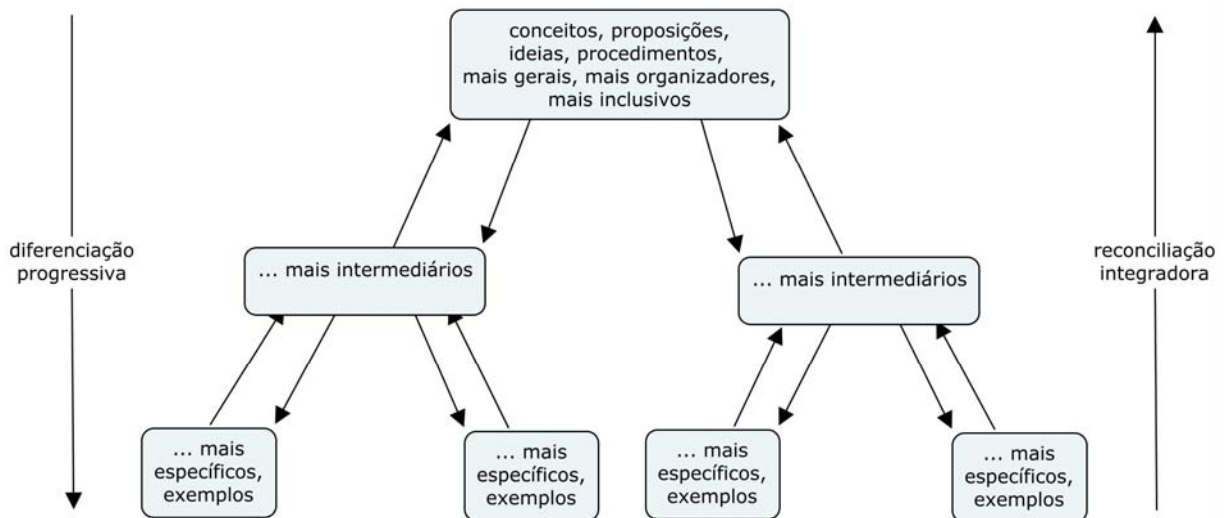 conceitos, proposições,
ideias, procedimentos,
mais gerais, mais organizadores,
mais inclusivos
diferenciação
progressiva
... mais intermediários
... mais intermediários
reconciliação
integradora
... mais
específicos,
exemplos
... mais
específicos,
exemplos
... mais
específicos,
exemplos
... mais
específicos,
exemplos